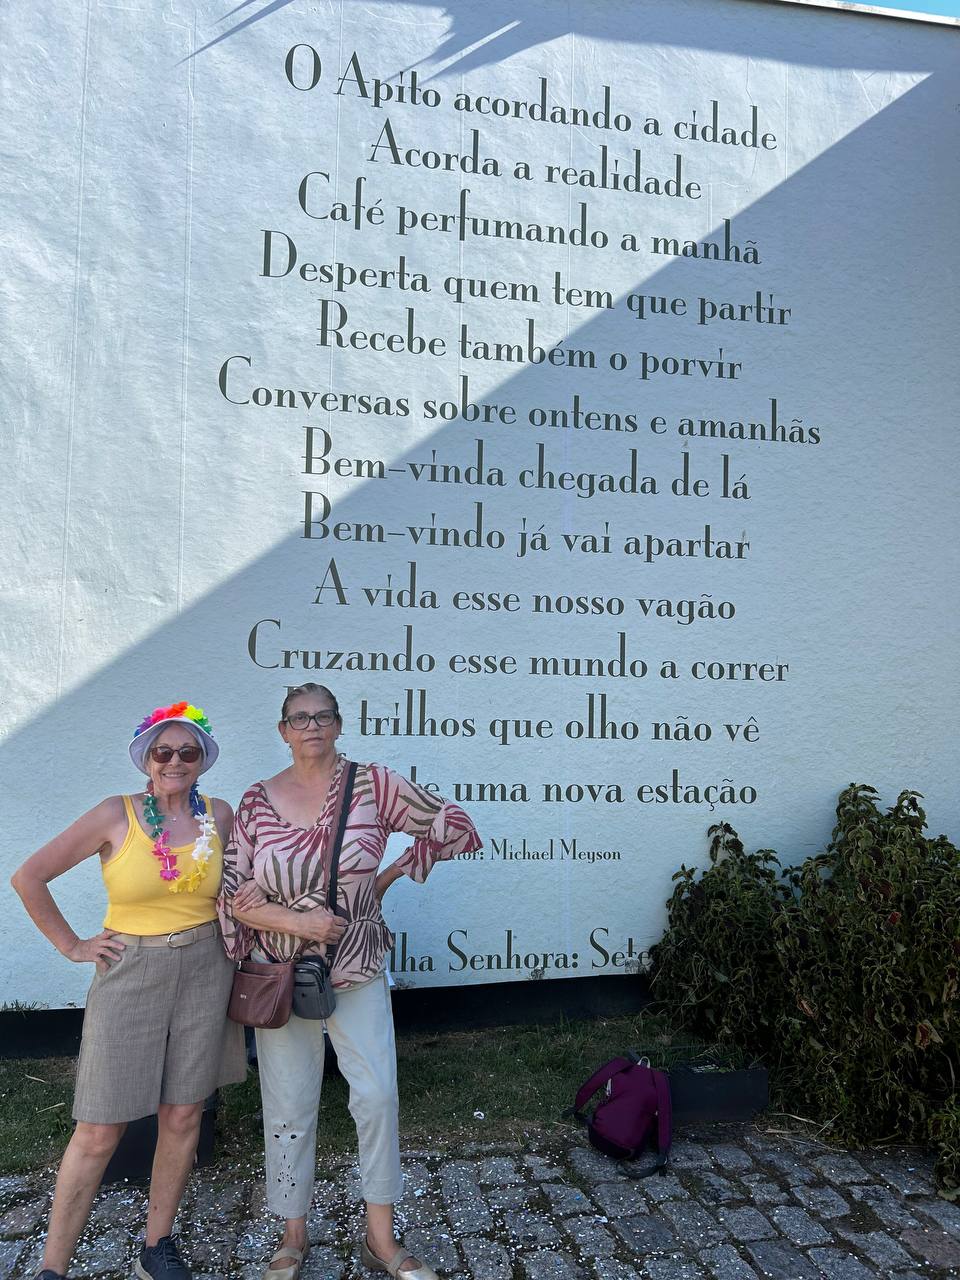 O Apito acordando a cidade
Acorda a realidade
Café perfumando a manhã
Desperta quem tem que partir
Recebe também o porvir
Conversas sobre ontens e amanhãs
Bem-vinda chegada de lá
Bem-vindo já vai apartar
A vida esse nosso vagão
Cruzando esse mundo a correr
trilhos que olho não vê
uma nova estação
Michael Meyson
Senhora: